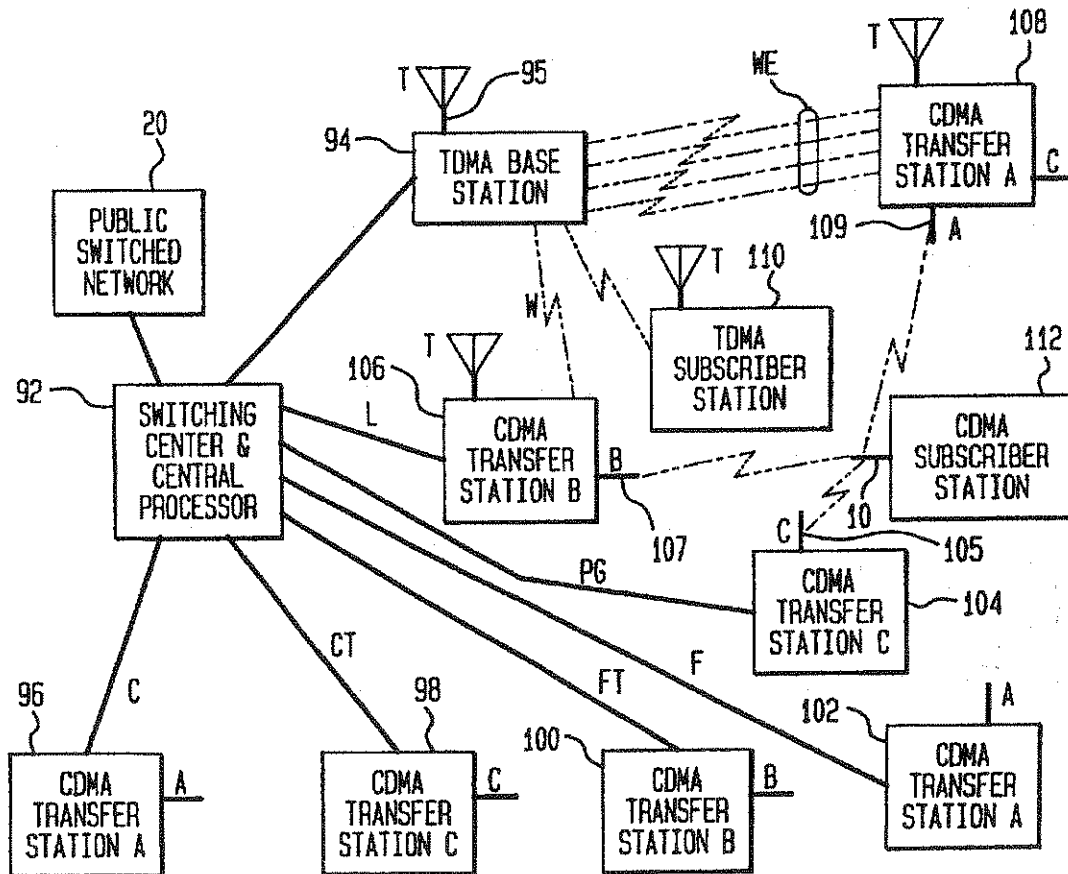 T
95
94
TDMA BASE
STATION
WE
T
108
CDMA
TRANSFER
STATION A
C
109
A
20
PUBLIC
SWITCHED
NETWORK
W
T
110
TDMA
SUBSCRIBER
STATION
112
CDMA
SUBSCRIBER
STATION
10
92
SWITCHING
CENTER &
CENTRAL
PROCESSOR
L
106
T
CDMA
TRANSFER
STATION B
B
107
C
105
PG
CDMA
TRANSFER
STATION C
104
C
CT
FT
F
96
CDMA
TRANSFER
STATION A
A
98
CDMA
TRANSFER
STATION C
C
100
CDMA
TRANSFER
STATION B
B
102
A
CDMA
TRANSFER
STATION A